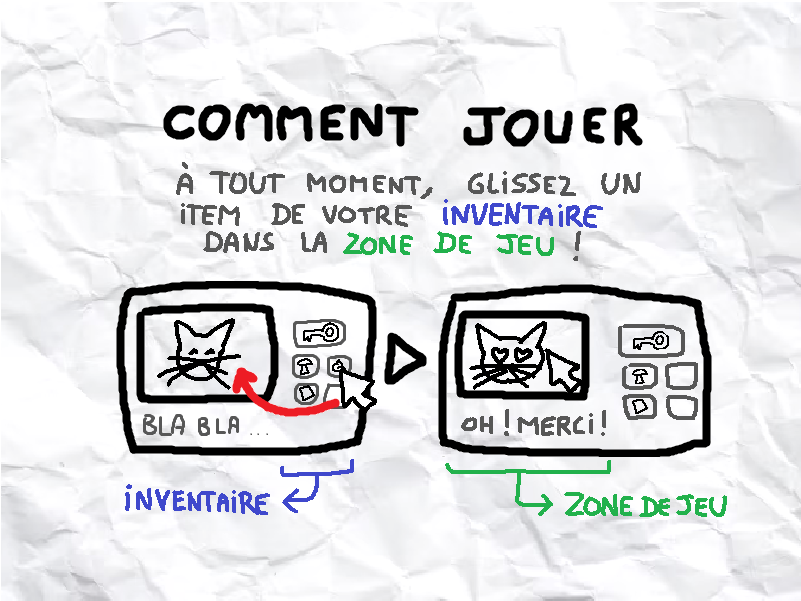 COMMENT JOUER
À TOUT MOMENT, GLISSEZ UN
ITEM DE VOTRE INVENTAIRE
DANS LA ZONE DE JEU !
BLA BLA ...
OH ! MERCI !
INVENTAIRE
ZONE DE JEU